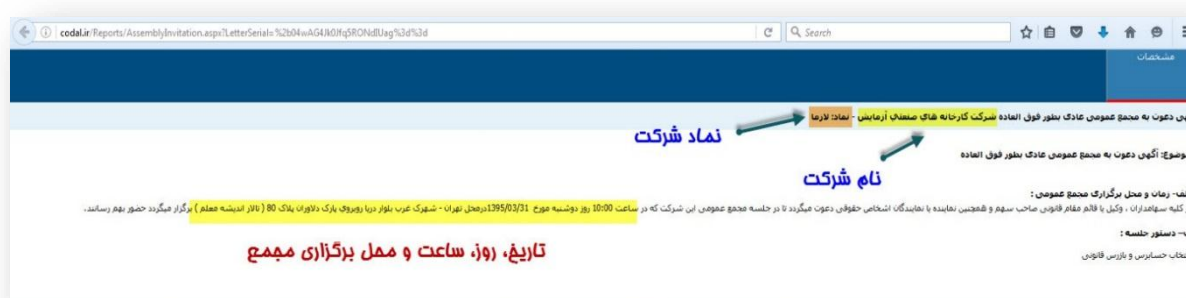 codal.ir/Reports/AssemblyInvitation.aspx?LetterSerial=%2b04wAG4Jk0Jfq5RONdlUag%3d%3d
Search
مشخصات
دعوت به مجمع عمومی عادی بطور فوق العاده شرکت کارخانه های صنعتی آزمایش - نماد: لازما
نماد شرکت
موضوع: آگهی دعوت به مجمع عمومی عادی بطور فوق العاده
نام شرکت
الف- زمان و محل برگزاری مجمع عمومی :
کلیه سهامداران ، وکیل یا قائم مقام قانونی صاحب سهم و همچنین نماینده یا نمایندگان اشخاص حقوقی دعوت میگردد تا در جلسه مجمع عمومی این شرکت که در ساعت 10:00 روز دوشنبه مورخ 1395/03/31 درمحل تهران - شهرک غرب بلوار دریا روبروی پارک دلاوران پلاک 80 ( تالار اندیشه معلم ) برگزار میگردد حضور بهم رسانند.
دستور جلسه :
تاریخ، روز، ساعت و محل برگزاری مجمع
انتخاب حسابرس و بازرس قانونی